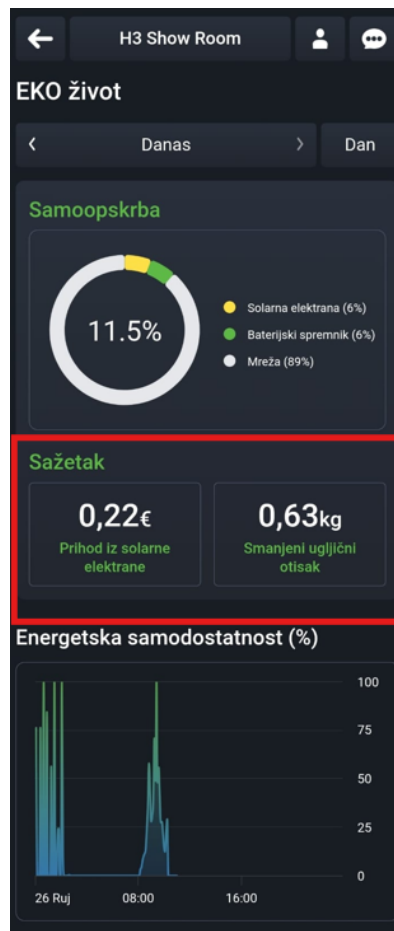 H3 Show Room
EKO život
Danas
Dan
Samoopskrba
11.5%
Solarna elektrana (6%)
Baterijski spremnik (6%)
Mreža (89%)
Sažetak
0,22€
Prihod iz solarne
elektrane
0,63kg
Smanjeni ugljični
otisak
Energetska samodostatnost (%)
100
75
50
25
0
26 Ruj
08:00
16:00